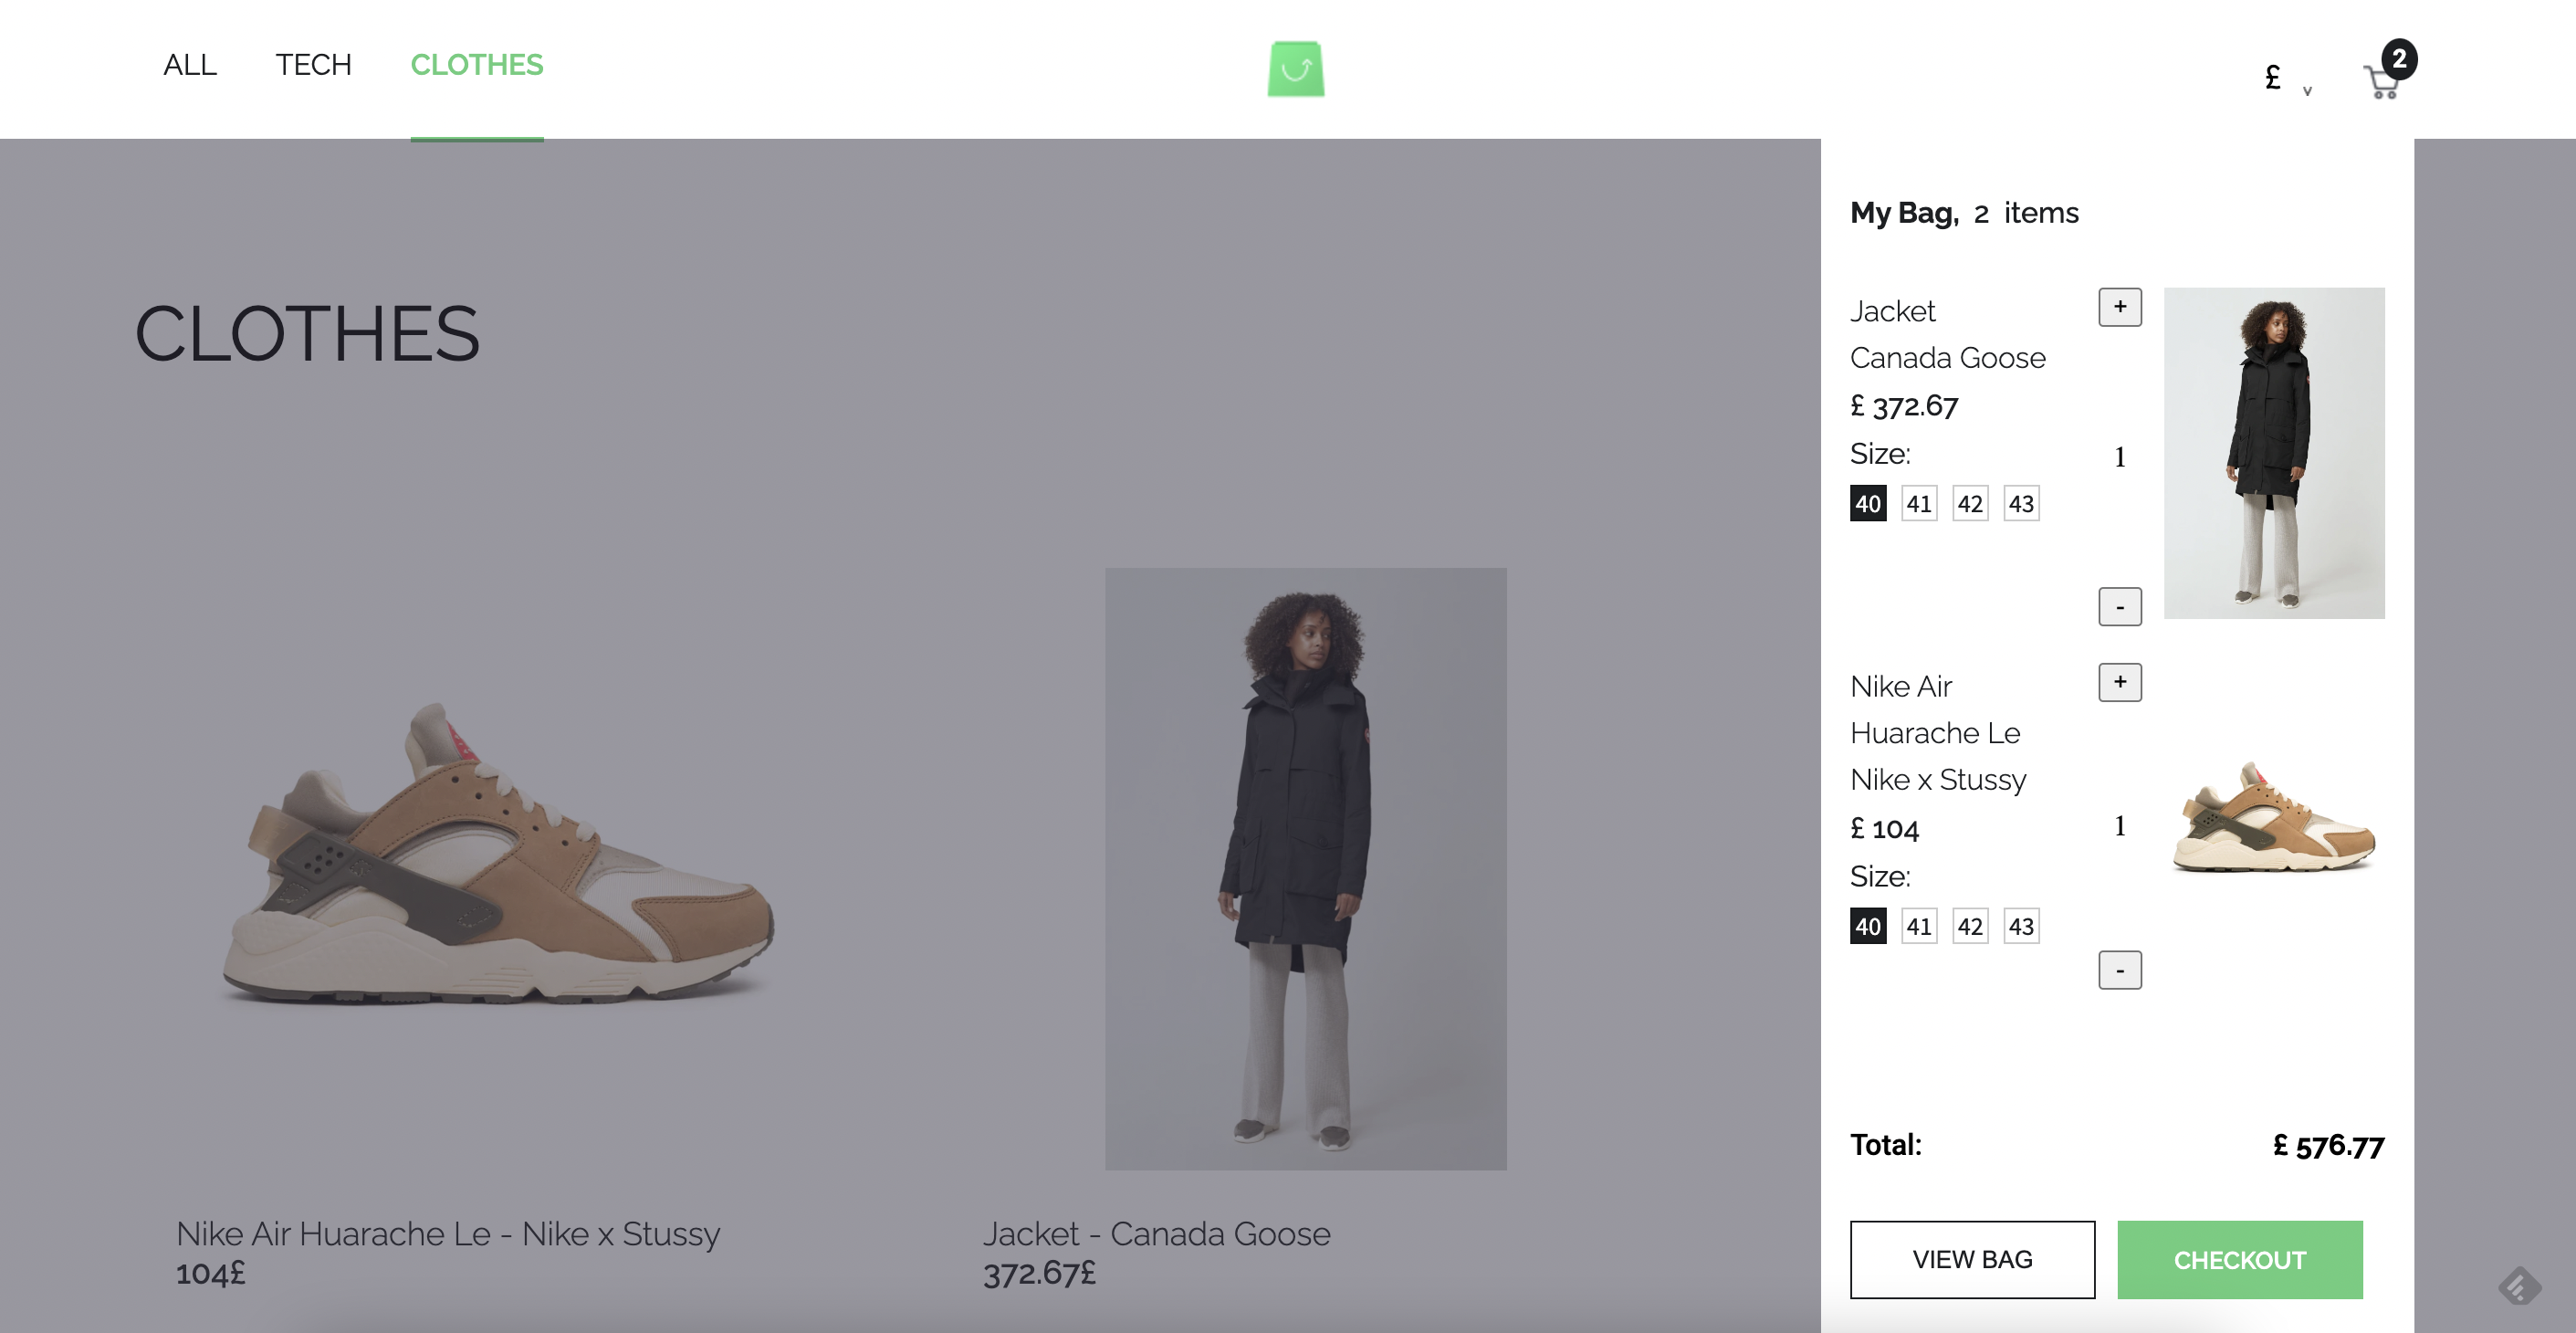 ALL TECH CLOTHES
£ v 2
CLOTHES
My Bag, 2 items
Jacket
Canada Goose
£ 372.67
Size:
40 41 42 43
+
1
-
Nike Air
Huarache Le
Nike x Stussy
£ 104
Size:
40 41 42 43
+
1
-
Total: £ 576.77
VIEW BAG CHECKOUT
Nike Air Huarache Le - Nike x Stussy
104£
Jacket - Canada Goose
372.67£